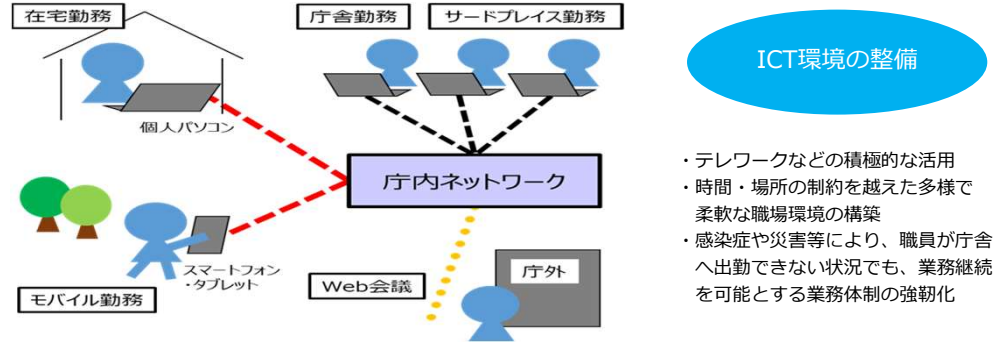 在宅勤務
庁舎勤務
サードプレイス勤務
個人パソコン
庁内ネットワーク
スマートフォン
・タブレット
モバイル勤務
Web会議
庁外
ICT環境の整備
・テレワークなどの積極的な活用
・時間・場所の制約を越えた多様で
柔軟な職場環境の構築
・感染症や災害等により、職員が庁舎
へ出勤できない状況でも、業務継続
を可能とする業務体制の強靭化